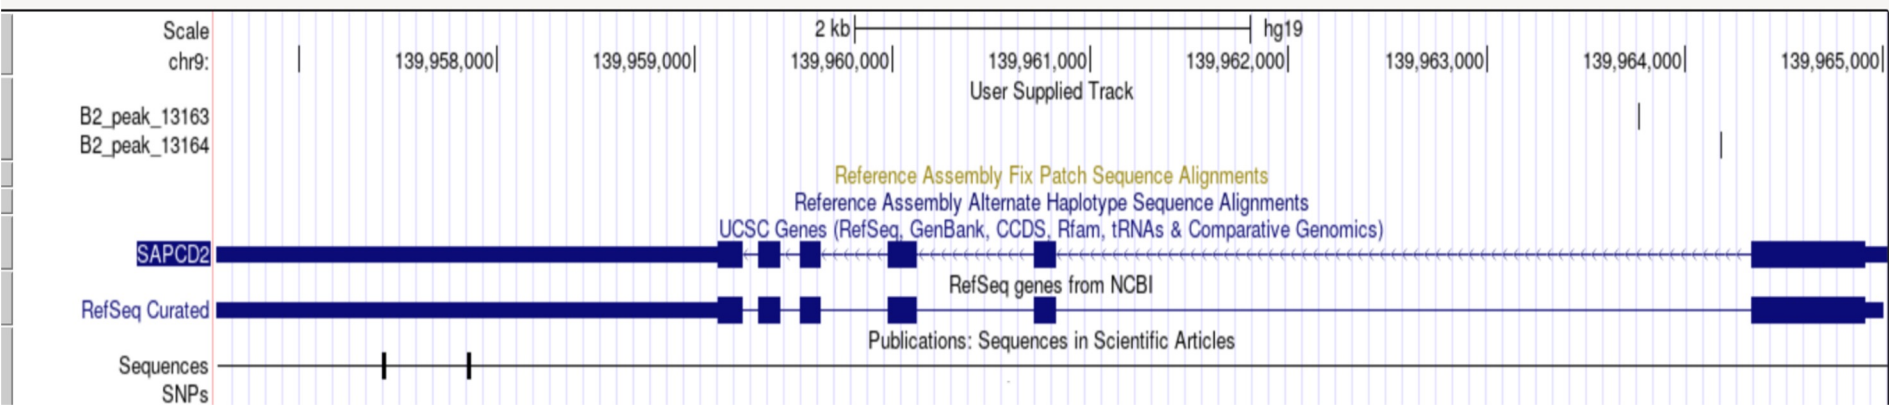 Scale 2 kb hg19
chr9: 139,958,000 139,959,000 139,960,000 139,961,000 139,962,000 139,963,000 139,964,000 139,965,000
User Supplied Track
B2_peak_13163
B2_peak_13164
Reference Assembly Fix Patch Sequence Alignments
Reference Assembly Alternate Haplotype Sequence Alignments
UCSC Genes (RefSeq, GenBank, CCDS, Rfam, tRNAs & Comparative Genomics)
SAPCD2
RefSeq genes from NCBI
RefSeq Curated
Publications: Sequences in Scientific Articles
Sequences
SNPs